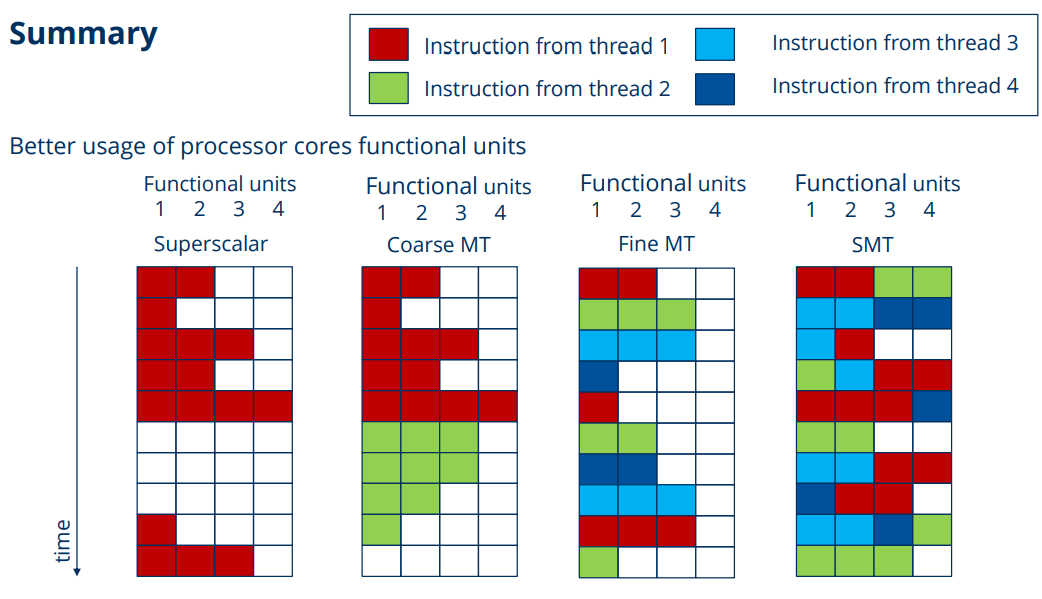 Summary
Instruction from thread 1
Instruction from thread 3
Instruction from thread 2
Instruction from thread 4
Better usage of processor cores functional units
Functional units
1 2 3 4
Superscalar
Functional units
1 2 3 4
Coarse MT
Functional units
1 2 3 4
Fine MT
Functional units
1 2 3 4
SMT
time